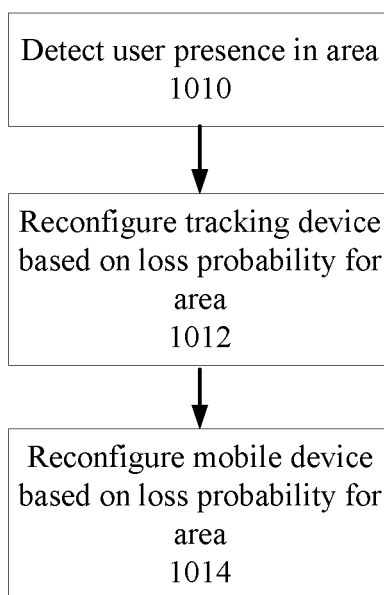 Detect user presence in area
1010
Reconfigure tracking device
based on loss probability for
area
1012
Reconfigure mobile device
based on loss probability for
area
1014